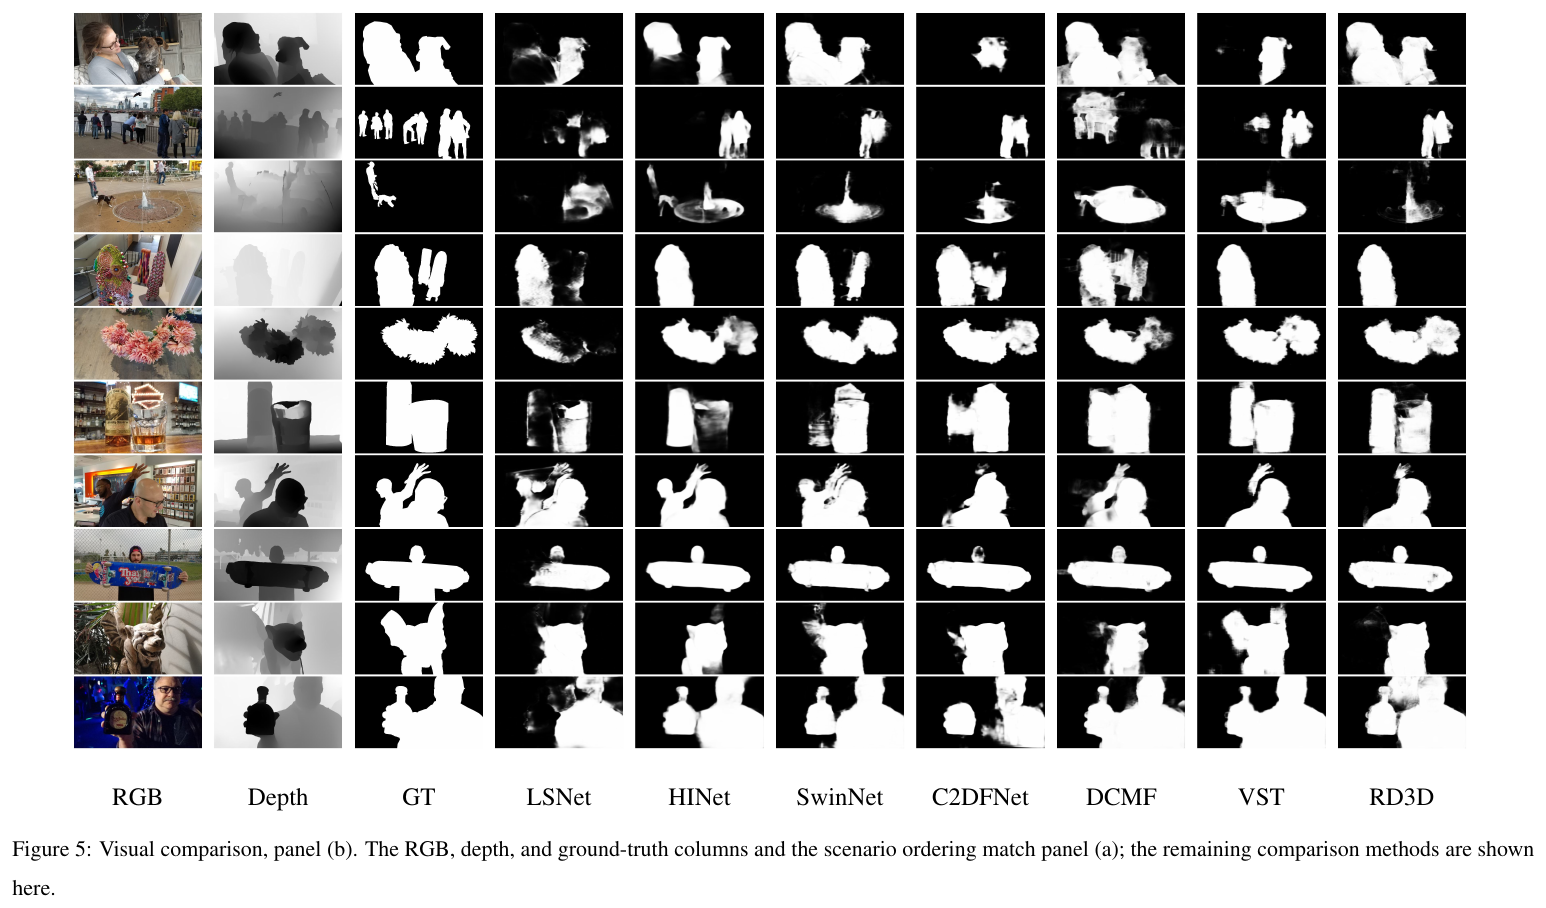 RGB Depth GT LSNet HINet SwinNet C2DFNet DCMF VST RD3D
Figure 5: Visual comparison, panel (b). The RGB, depth, and ground-truth columns and the scenario ordering match panel (a); the remaining comparison methods are shown
here.